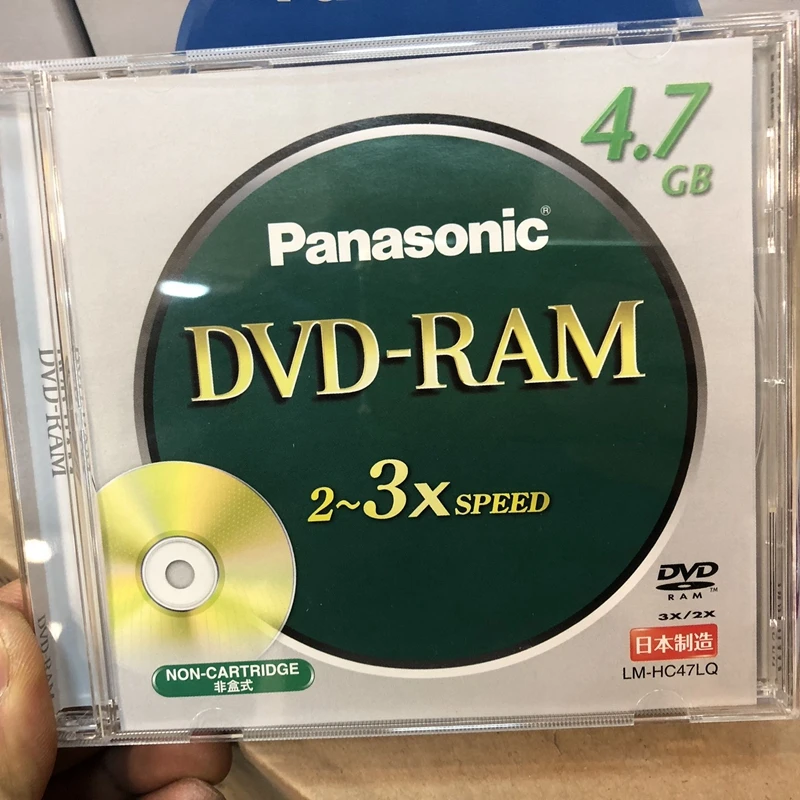 4.7
GB
Panasonic®
DVD-RAM
2~3x SPEED
DVD
RAM™
3X/2X
日本制造
LM-HC47LQ
NON-CARTRIDGE
非盒式
DVD-RAM